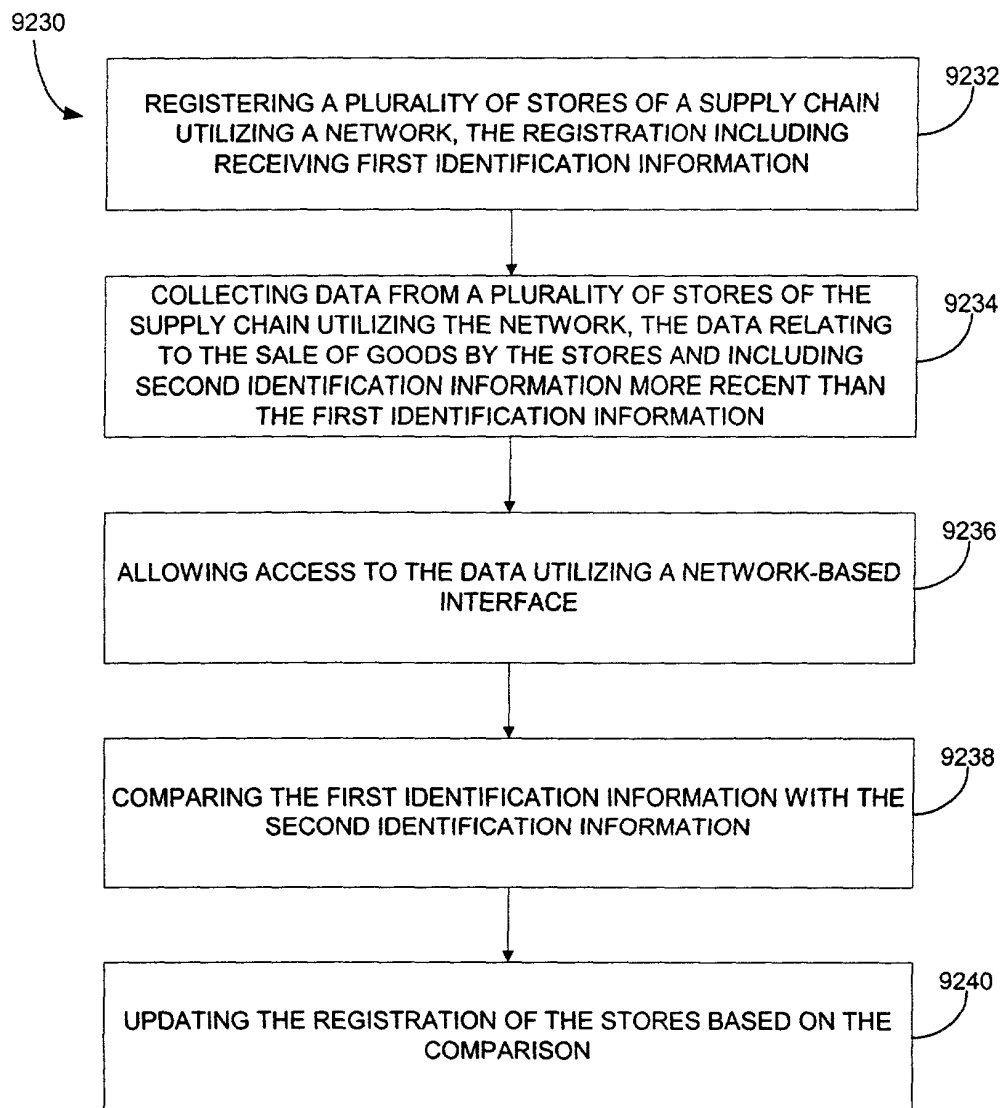 9230
9232
REGISTERING A PLURALITY OF STORES OF A SUPPLY CHAIN
UTILIZING A NETWORK, THE REGISTRATION INCLUDING
RECEIVING FIRST IDENTIFICATION INFORMATION
9234
COLLECTING DATA FROM A PLURALITY OF STORES OF THE
SUPPLY CHAIN UTILIZING THE NETWORK, THE DATA RELATING
TO THE SALE OF GOODS BY THE STORES AND INCLUDING
SECOND IDENTIFICATION INFORMATION MORE RECENT THAN
THE FIRST IDENTIFICATION INFORMATION
9236
ALLOWING ACCESS TO THE DATA UTILIZING A NETWORK-BASED
INTERFACE
9238
COMPARING THE FIRST IDENTIFICATION INFORMATION WITH THE
SECOND IDENTIFICATION INFORMATION
9240
UPDATING THE REGISTRATION OF THE STORES BASED ON THE
COMPARISON